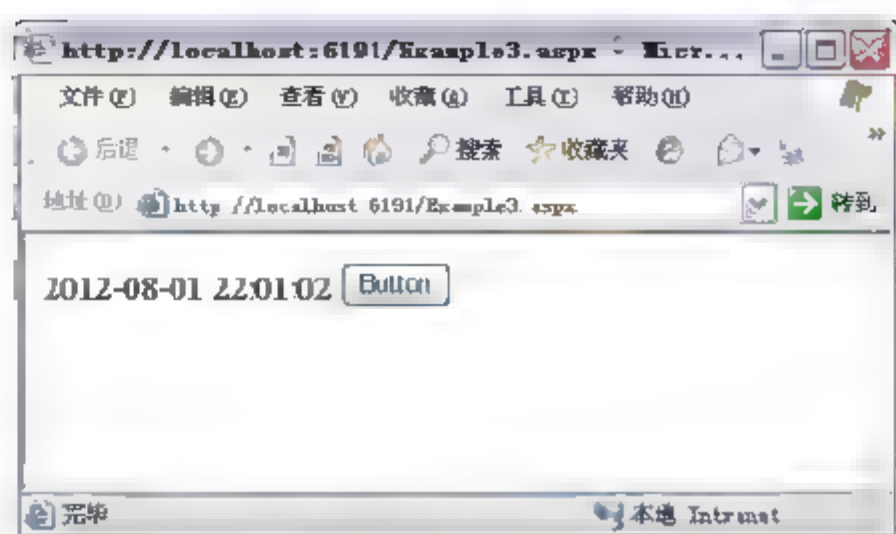 http://localhost:6191/Example3.aspx - Micr...
文件(F) 编辑(E) 查看(V) 收藏(A) 工具(T) 帮助(H)
后退 搜索 收藏夹 »
地址(D) http://localhost:6191/Example3.aspx 转到
2012-08-01 22:01:02 Button
完毕 本地 Intranet